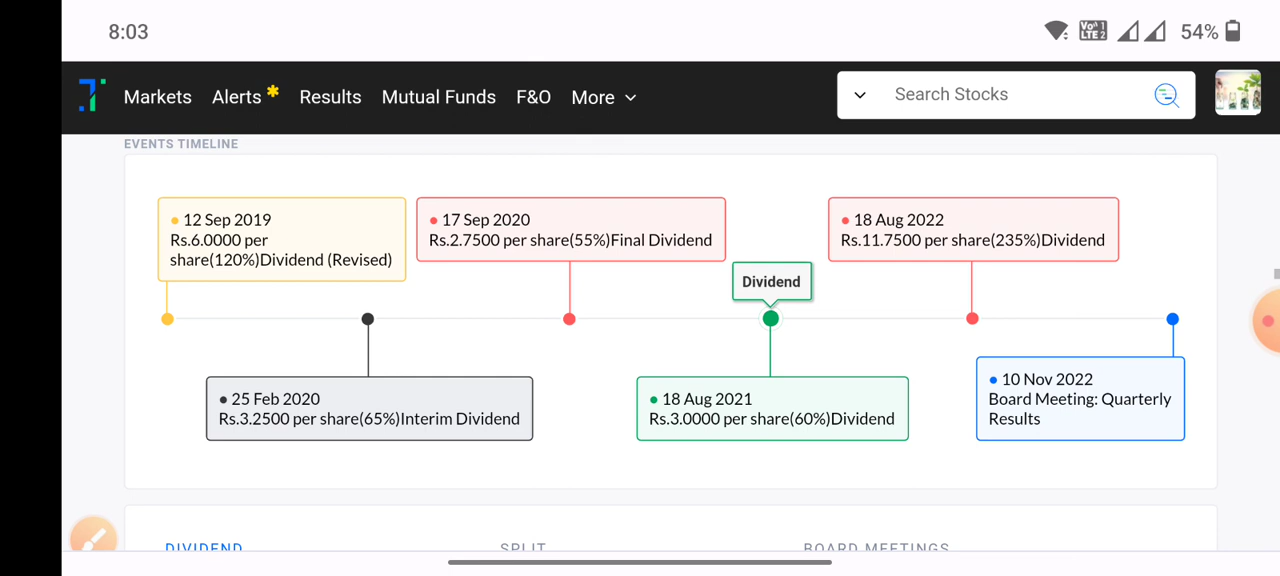 8:03
Vo 1
LTE 2
54%
Markets
Alerts
Results
Mutual Funds
F&O
More
Search Stocks
EVENTS TIMELINE
12 Sep 2019
Rs.6.0000 per
share(120%)Dividend (Revised)
17 Sep 2020
Rs.2.7500 per share(55%)Final Dividend
18 Aug 2022
Rs.11.7500 per share(235%)Dividend
Dividend
25 Feb 2020
Rs.3.2500 per share(65%)Interim Dividend
18 Aug 2021
Rs.3.0000 per share(60%)Dividend
10 Nov 2022
Board Meeting: Quarterly
Results
DIVIDEND
SPLIT
BOARD MEETINGS